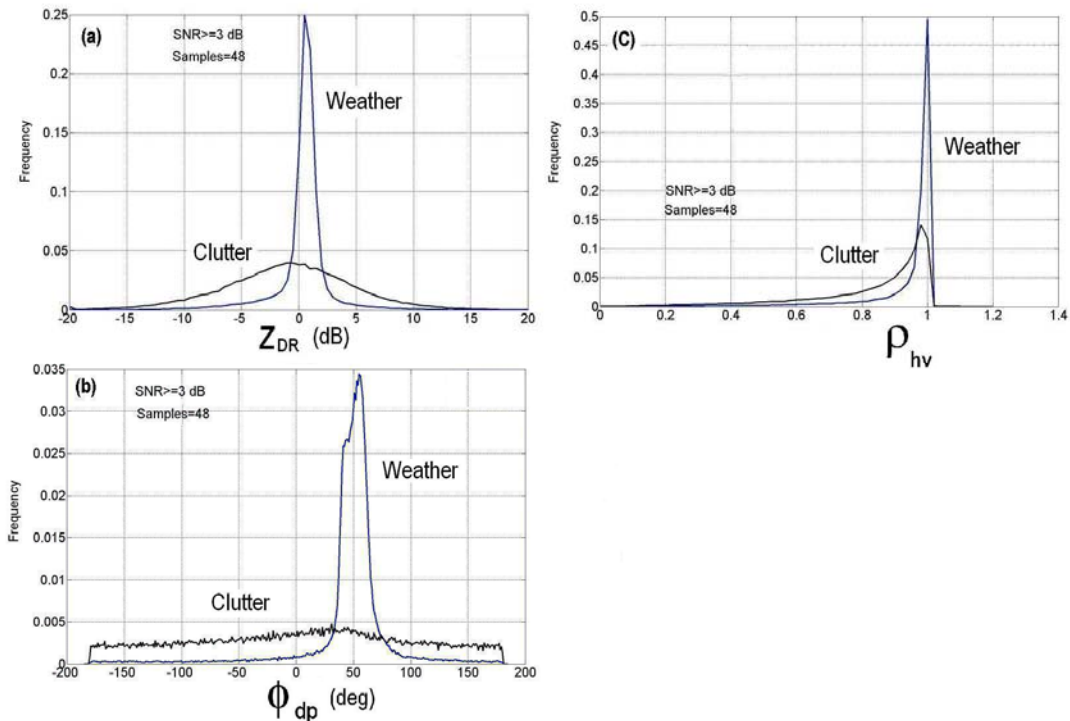 (a)
SNR>=3 dB
Samples=48
Weather
Clutter
Frequency
0.25
0.2
0.15
0.1
0.05
0
-20 -15 -10 -5 0 5 10 15 20
Z DR (dB)
(C)
SNR>=3 dB
Samples=48
Weather
Clutter
Frequency
0.5
0.45
0.4
0.35
0.3
0.25
0.2
0.15
0.1
0.05
0
0 0.2 0.4 0.6 0.8 1 1.2 1.4
ρ hv
(b)
SNR>=3 dB
Samples=48
Weather
Clutter
Frequency
0.035
0.03
0.025
0.02
0.015
0.01
0.005
0
-200 -150 -100 -50 0 50 100 150 200
ϕ dp (deg)